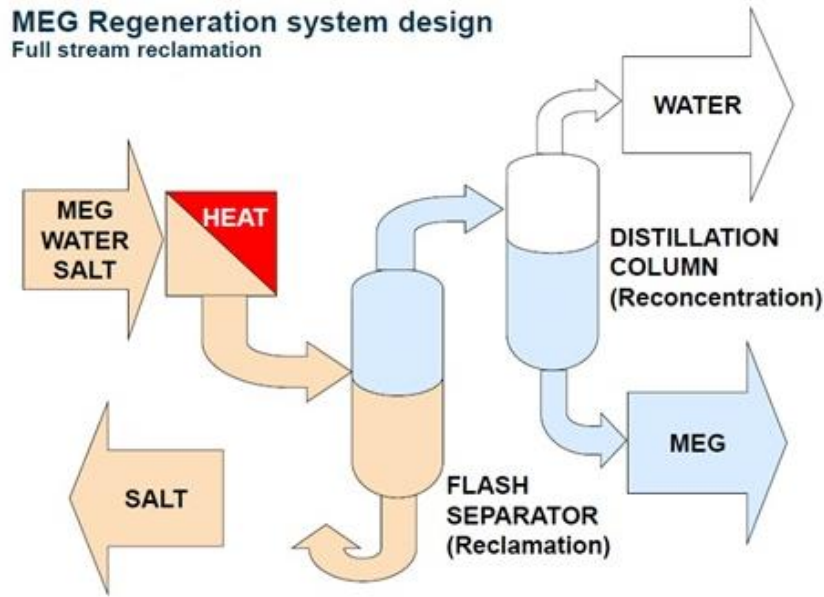 MEG Regeneration system design
Full stream reclamation
WATER
MEG
WATER
SALT
HEAT
DISTILLATION
COLUMN
(Reconcentration)
MEG
SALT
FLASH
SEPARATOR
(Reclamation)